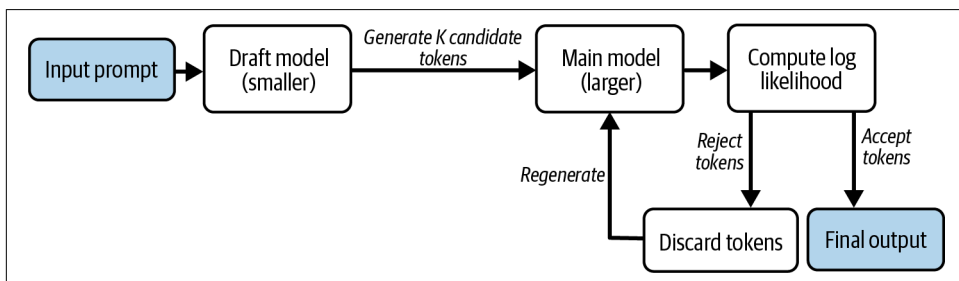 Input prompt
Draft model
(smaller)
Generate K candidate
tokens
Main model
(larger)
Compute log
likelihood
Reject
tokens
Accept
tokens
Regenerate
Discard tokens
Final output